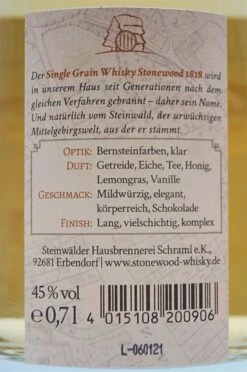 Der Single Grain Whisky Stonewood 1818 wird
in unserem Haus seit Generationen nach dem
gleichen Verfahren gebrannt – daher sein Name.
Und natürlich vom Steinwald, der urwüchsigen
Mittelgebirgswelt, aus der er stammt.
OPTIK: Bernsteinfarben, klar
DUFT: Getreide, Eiche, Tee, Honig,
Lemongras, Vanille
GESCHMACK: Mildwürzig, elegant,
körperreich, Schokolade
FINISH: Lang, vielschichtig, komplex
Steinwälder Hausbrennerei Schraml e.K.,
92681 Erbendorf | www.stonewood-whisky.de
45 % vol
℮ 0,7 l
4 015108 200906
L-060121